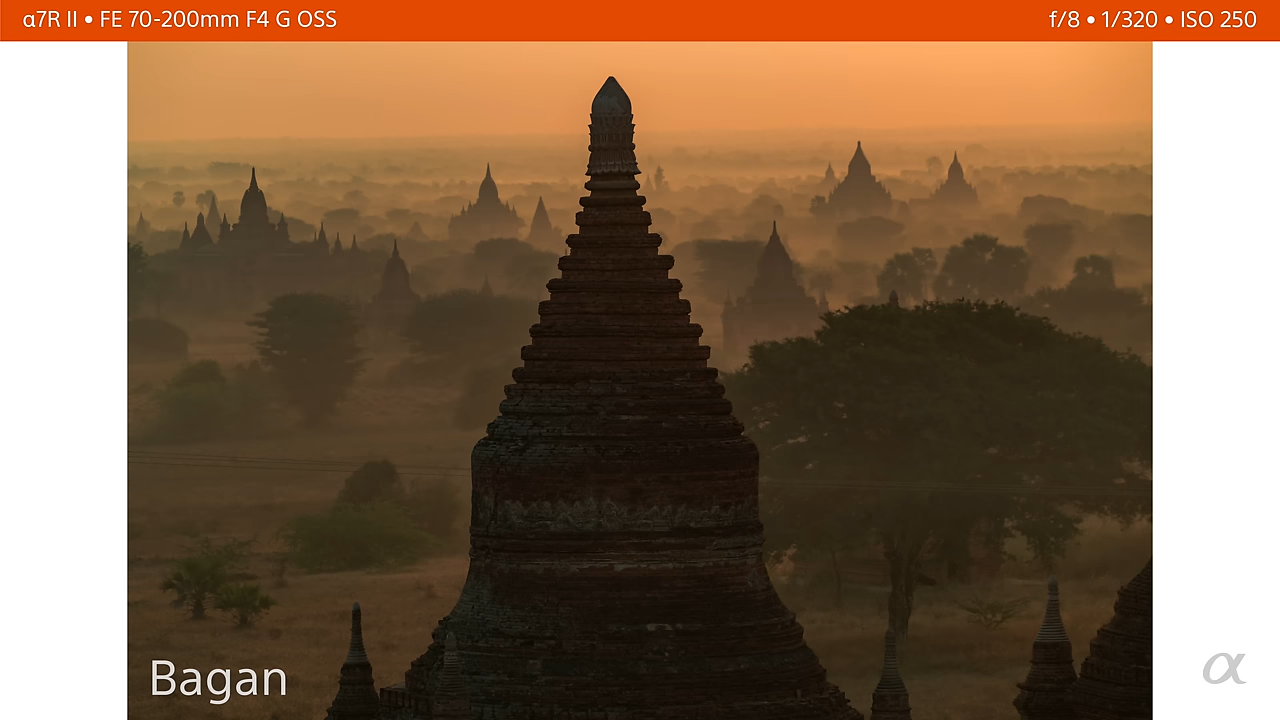 α7R II • FE 70-200mm F4 G OSS
f/8 • 1/320 • ISO 250
Bagan
α